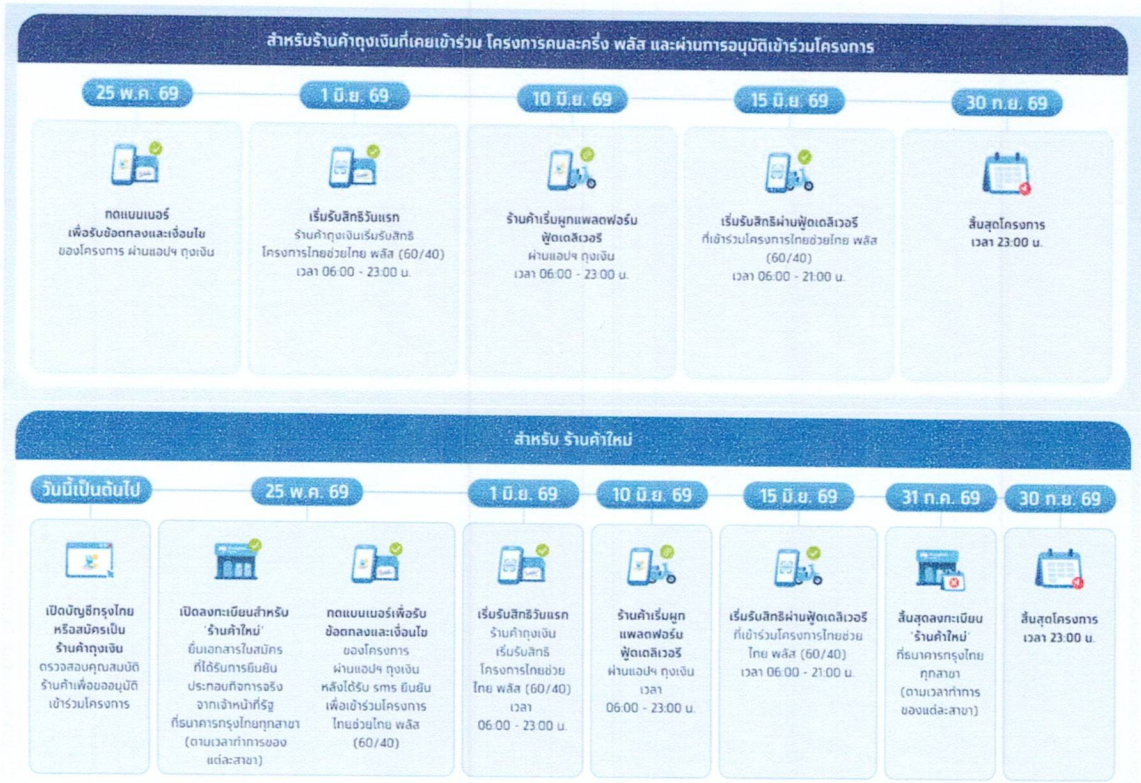 สำหรับร้านค้าถุงเงินที่เคยเข้าร่วม โครงการคนละครึ่ง พลัส และผ่านการอนุมัติเข้าร่วมโครงการ
25 พ.ค. 69
1 มิ.ย. 69
10 มิ.ย. 69
15 มิ.ย. 69
30 ก.ย. 69
กดแบนเนอร์
เพื่อรับข้อตกลงและเงื่อนไข
ของโครงการ ผ่านแอปฯ ถุงเงิน
เริ่มรับสิทธิวันแรก
ร้านค้าถุงเงินเริ่มรับสิทธิ
โครงการไทยช่วยไทย พลัส (60/40)
เวลา 06:00 - 23:00 น.
ร้านค้าเริ่มผูกแพลตฟอร์ม
ฟู้ดเดลิเวอรี
ผ่านแอปฯ ถุงเงิน
เวลา 06:00 - 23:00 น.
เริ่มรับสิทธิผ่านฟู้ดเดลิเวอรี
ที่เข้าร่วมโครงการไทยช่วยไทย พลัส
(60/40)
เวลา 06:00 - 21:00 น.
สิ้นสุดโครงการ
เวลา 23:00 น.
สำหรับ ร้านค้าใหม่
วันนี้เป็นต้นไป
25 พ.ค. 69
1 มิ.ย. 69
10 มิ.ย. 69
15 มิ.ย. 69
31 ก.ค. 69
30 ก.ย. 69
เปิดบัญชีกรุงไทย
หรือสมัครเป็น
ร้านค้าถุงเงิน
ตรวจสอบคุณสมบัติ
ร้านค้าเพื่อขออนุมัติ
เข้าร่วมโครงการ
เปิดลงทะเบียนสำหรับ
'ร้านค้าใหม่'
ยื่นเอกสารใบสมัคร
ที่ได้รับการยืนยัน
ประกอบกิจการจริง
จากเจ้าหน้าที่รัฐ
ที่ธนาคารกรุงไทยทุกสาขา
(ตามเวลาทำการของ
แต่ละสาขา)
กดแบนเนอร์เพื่อรับ
ข้อตกลงและเงื่อนไข
ของโครงการ
ผ่านแอปฯ ถุงเงิน
หลังได้รับ sms ยืนยัน
เพื่อเข้าร่วมโครงการ
ไทยช่วยไทย พลัส
(60/40)
เริ่มรับสิทธิวันแรก
ร้านค้าถุงเงิน
เริ่มรับสิทธิ
โครงการไทยช่วย
ไทย พลัส (60/40)
เวลา
06:00 - 23:00 น.
ร้านค้าเริ่มผูก
แพลตฟอร์ม
ฟู้ดเดลิเวอรี
ผ่านแอปฯ ถุงเงิน
เวลา
06:00 - 23:00 น.
เริ่มรับสิทธิผ่านฟู้ดเดลิเวอรี
ที่เข้าร่วมโครงการไทยช่วย
ไทย พลัส (60/40)
เวลา 06:00 - 21:00 น.
สิ้นสุดลงทะเบียน
'ร้านค้าใหม่'
ที่ธนาคารกรุงไทย
ทุกสาขา
(ตามเวลาทำการ
ของแต่ละสาขา)
สิ้นสุดโครงการ
เวลา 23:00 น.